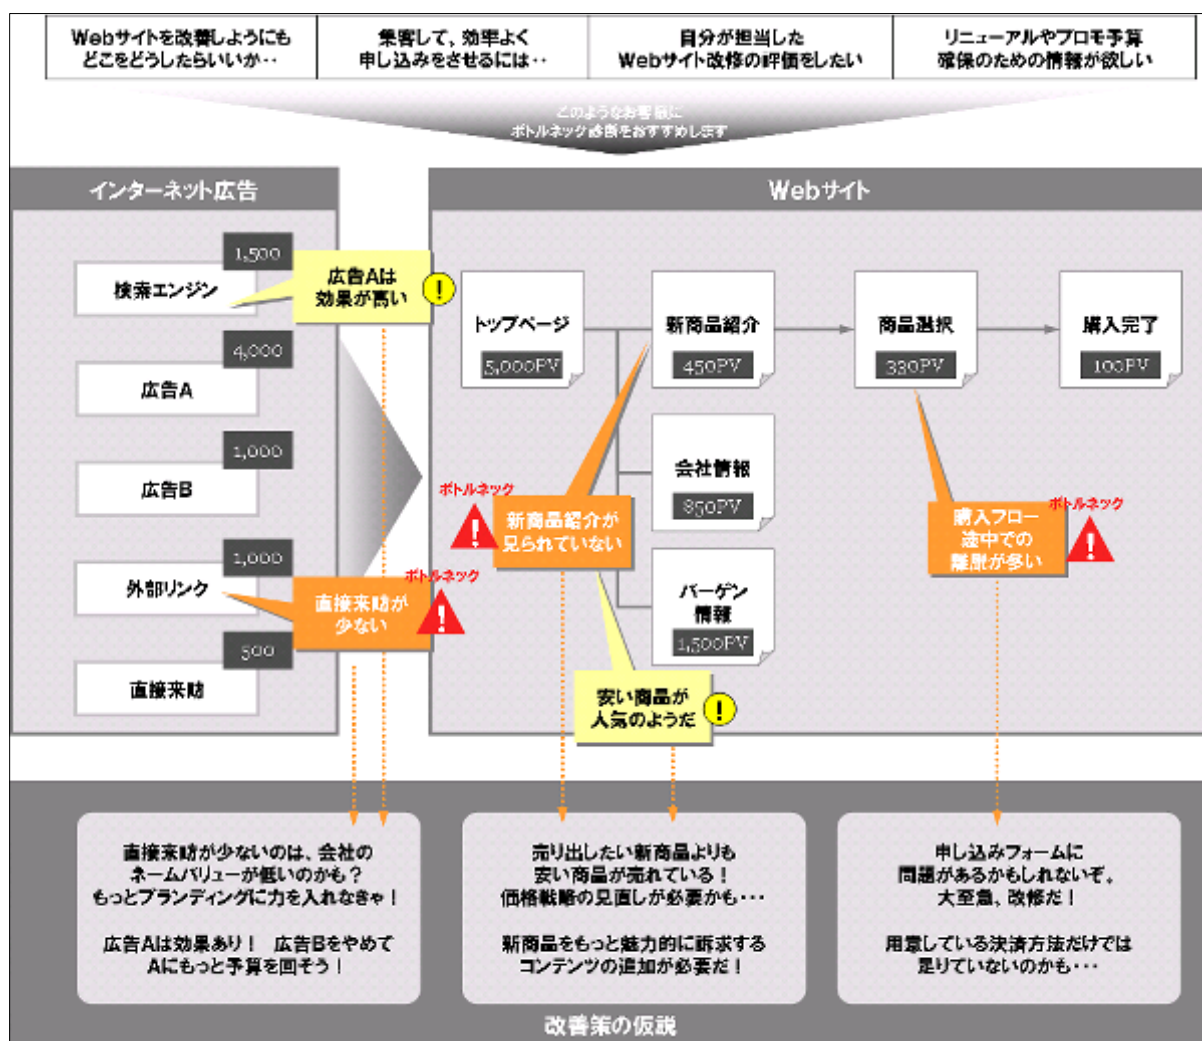 Webサイトを改善しようにも
どこをどうしたらいいか‥
集客して、効率よく
申し込みをさせるには‥
自分が担当した
Webサイト改修の評価をしたい
リニューアルやプロモ予算
確保のための情報が欲しい
このようなお客様に
ボトルネック診断をおすすめします
インターネット広告
1,500
検索エンジン
広告Aは
効果が高い
!
4,000
広告A
1,000
広告B
1,000
外部リンク
直接来訪が
少ない
ボトルネック
!
500
直接来訪
Webサイト
トップページ
5,000PV
新商品紹介
450PV
商品選択
330PV
購入完了
100PV
会社情報
850PV
バーゲン
情報
1,500PV
ボトルネック
!
新商品紹介が
見られていない
安い商品が
人気のようだ
!
購入フロー
途中での
離脱が多い
ボトルネック
!
直接来訪が少ないのは、会社の
ネームバリューが低いのかも？
もっとブランディングに力を入れなきゃ！
広告Aは効果あり！ 広告Bをやめて
Aにもっと予算を回そう！
売り出したい新商品よりも
安い商品が売れている！
価格戦略の見直しが必要かも・・・
新商品をもっと魅力的に訴求する
コンテンツの追加が必要だ！
申し込みフォームに
問題があるかもしれないぞ。
大至急、改修だ！
用意している決済方法だけでは
足りていないのかも・・・
改善策の仮説